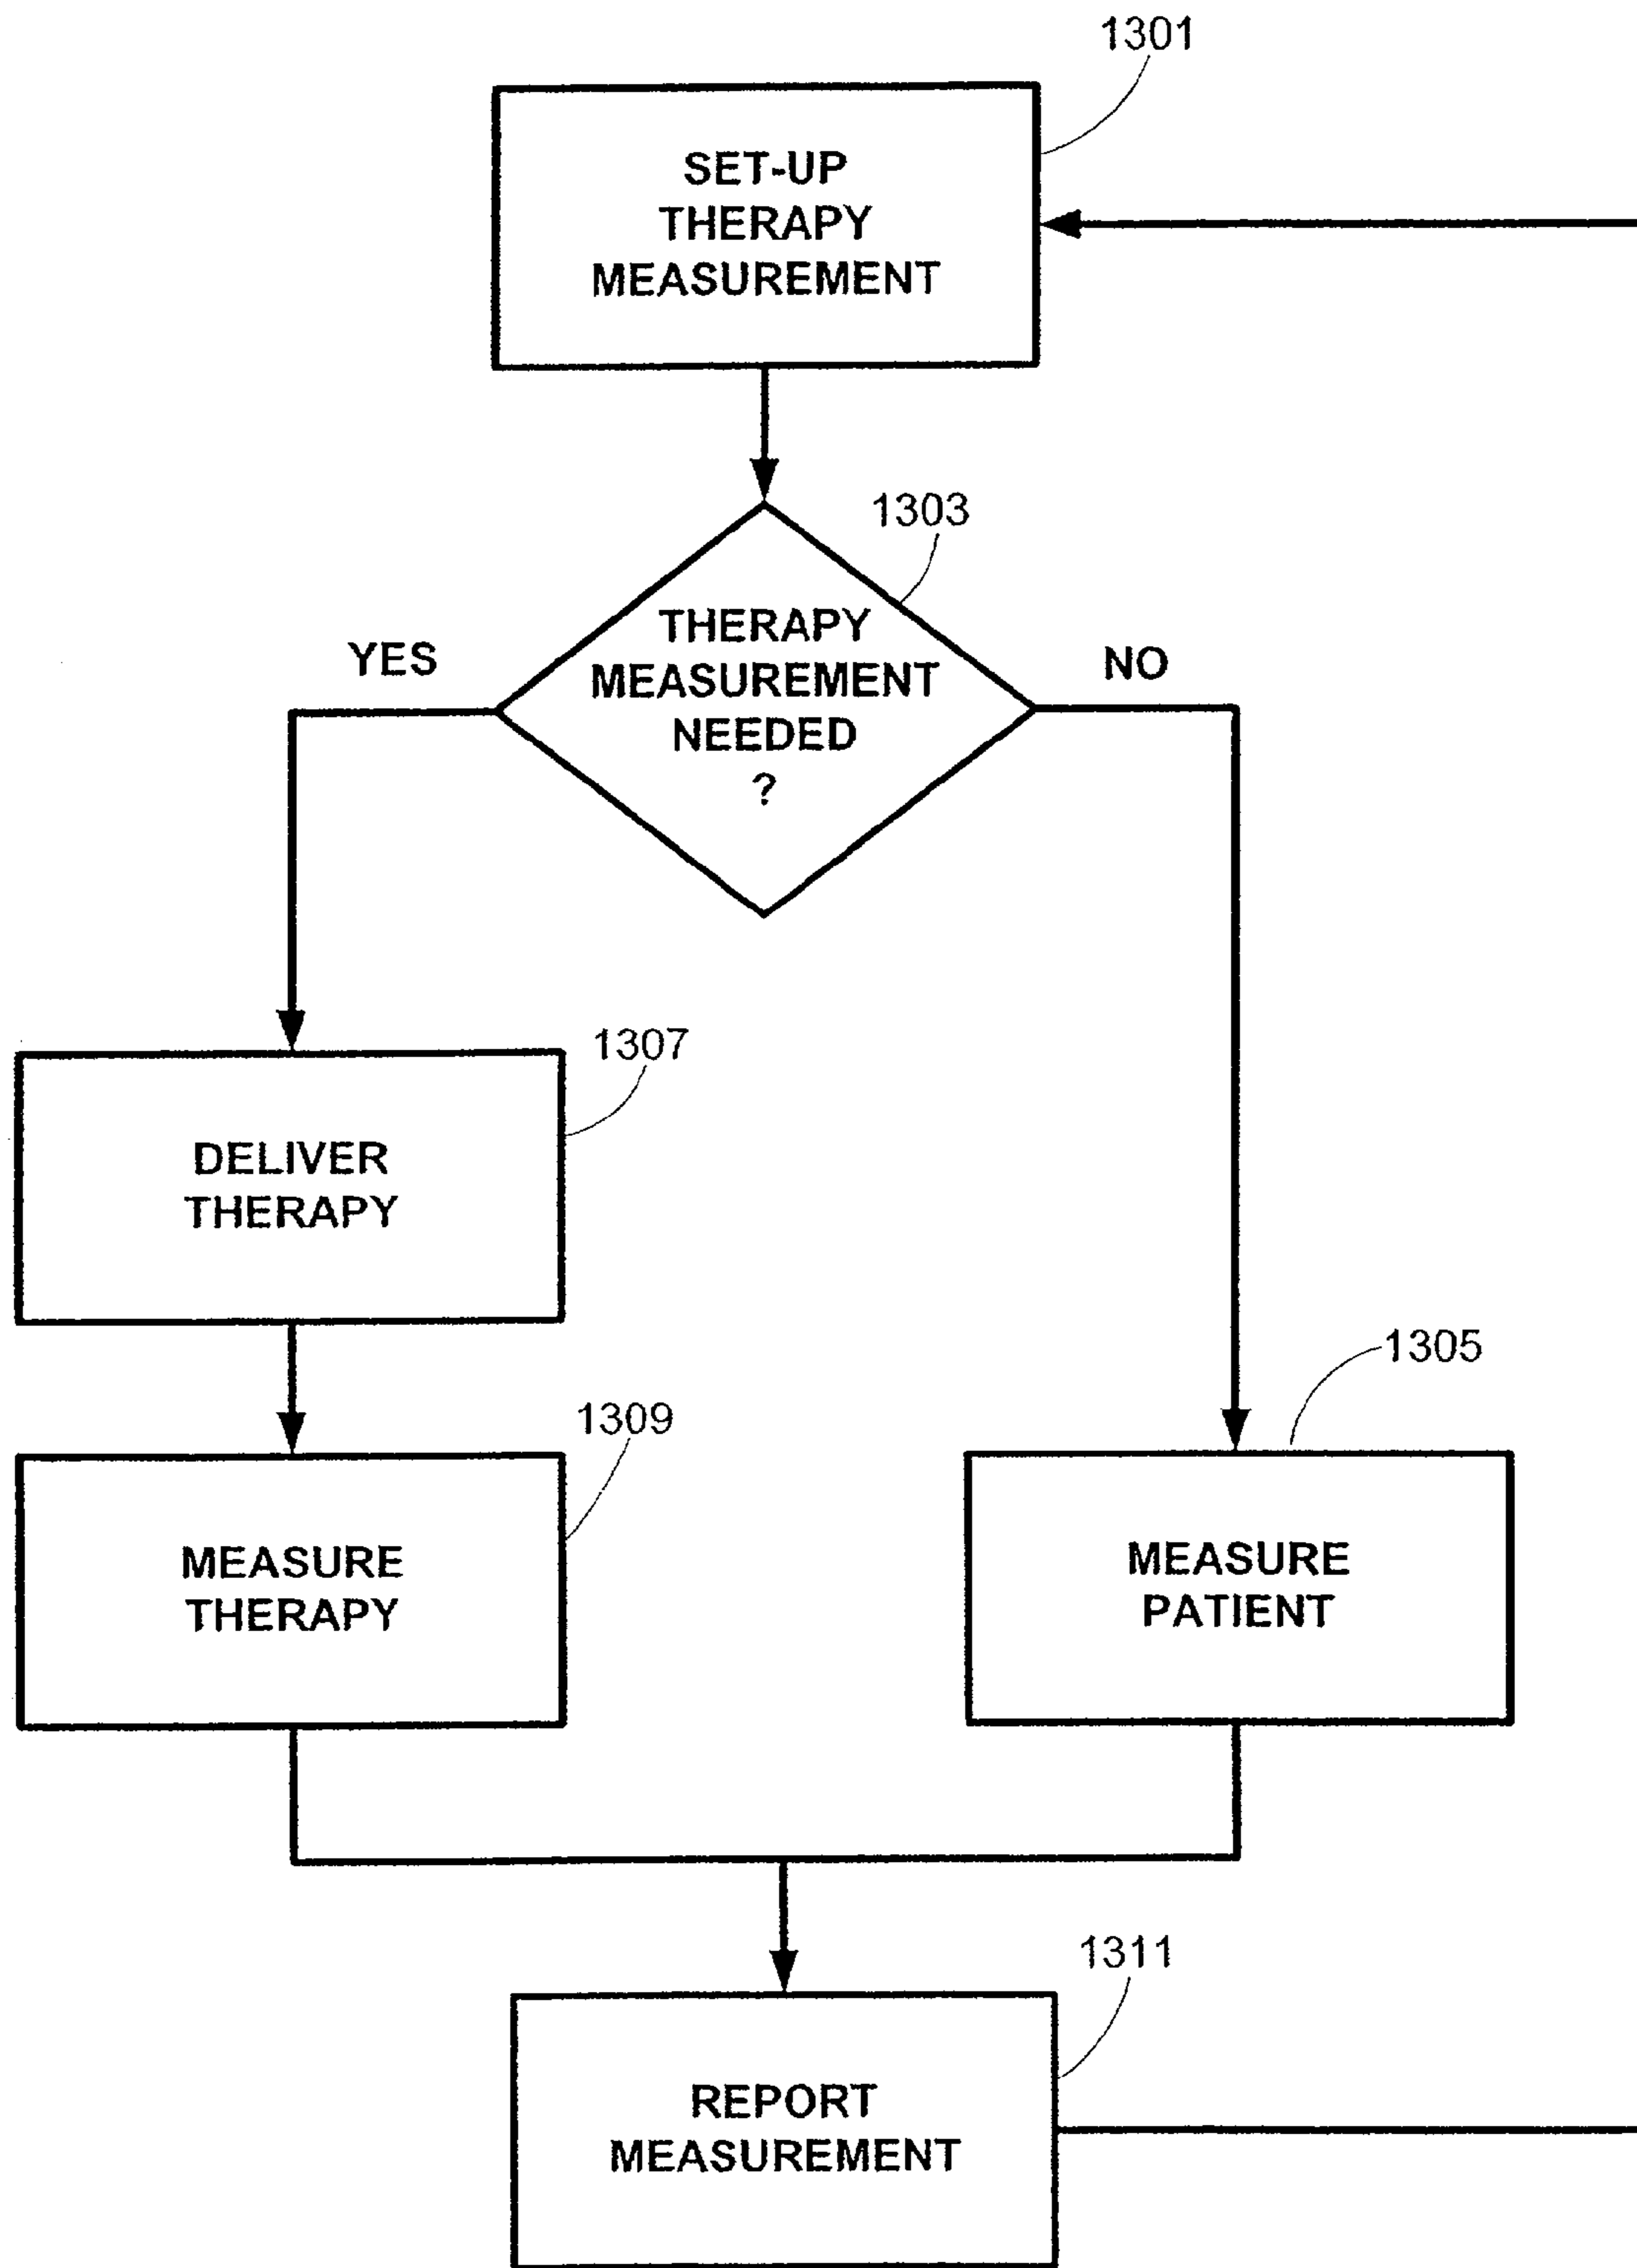 1301
SET-UP
THERAPY
MEASUREMENT
1303
THERAPY
MEASUREMENT
NEEDED
?
YES
NO
1307
DELIVER
THERAPY
1305
1309
MEASURE
THERAPY
MEASURE
PATIENT
1311
REPORT
MEASUREMENT